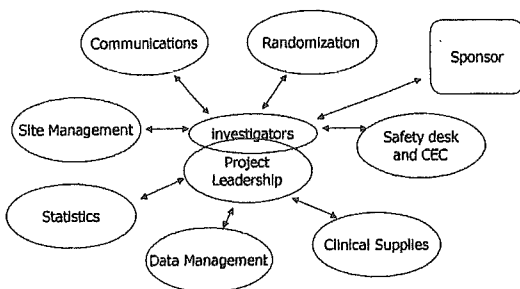 Communications
Randomization
Sponsor
Site Management
investigators
Safety desk
and CEC
Project
Leadership
Statistics
Data Management
Clinical Supplies